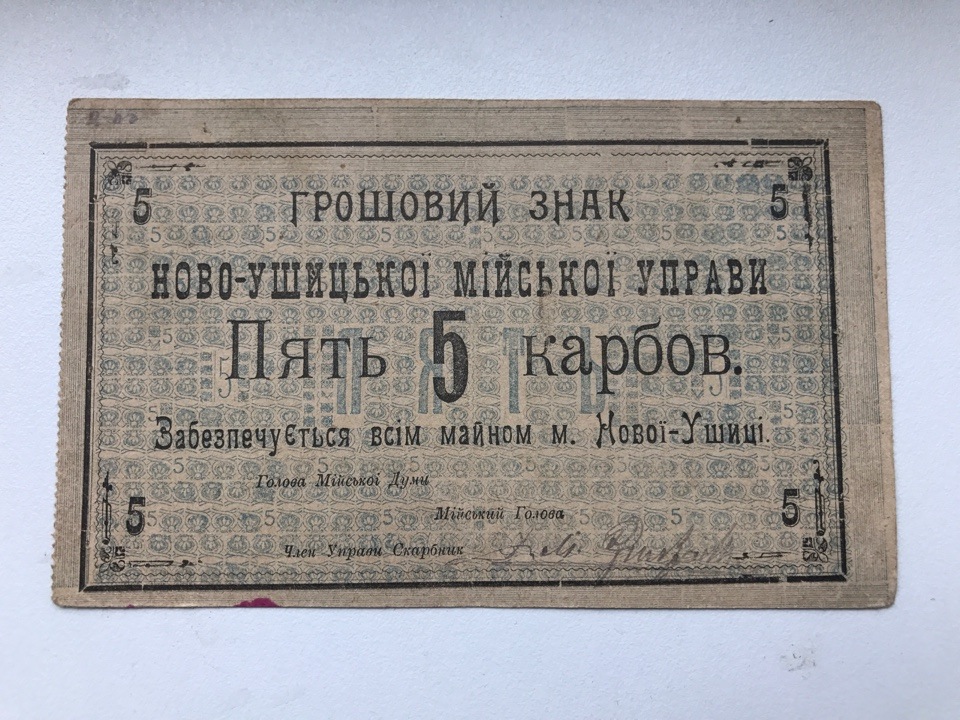 5 ГРОШОВИЙ ЗНАК 5
НОВО-УШИЦЬКОЇ МІЙСЬКОЇ УПРАВИ
Пять 5 карбов.
Забезпечується всім майном м. Нової-Ушиці.
Голова Мійської Думи
5 Мійський Голова 5
Член Управи Скарбник